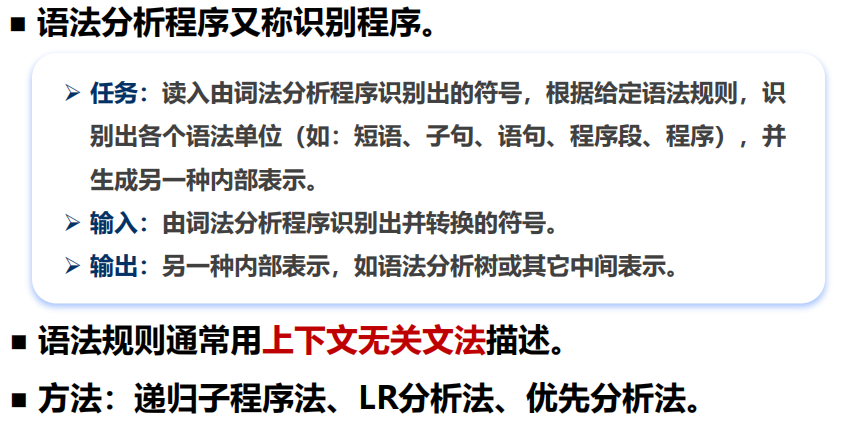 ■ 语法分析程序又称识别程序。
➢ 任务：读入由词法分析程序识别出的符号，根据给定语法规则，识
别出各个语法单位（如：短语、子句、语句、程序段、程序），并
生成另一种内部表示。
➢ 输入：由词法分析程序识别出并转换的符号。
➢ 输出：另一种内部表示，如语法分析树或其它中间表示。
■ 语法规则通常用上下文无关文法描述。
■ 方法：递归子程序法、LR分析法、优先分析法。